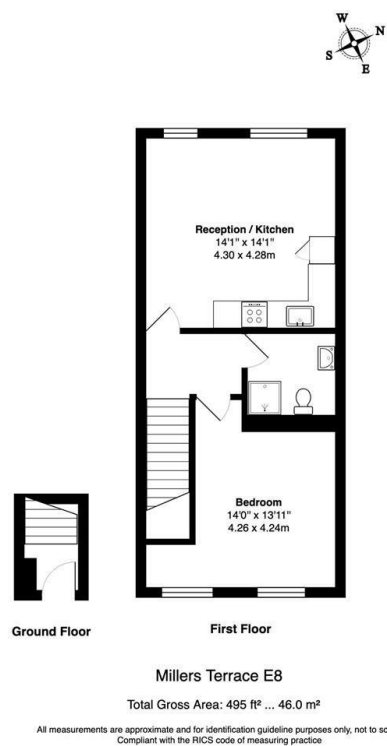 W
N
S
E
Reception / Kitchen
14'1" x 14'1"
4.30 x 4.28m
Bedroom
14'0" x 13'11"
4.26 x 4.24m
Ground Floor
First Floor
Millers Terrace E8
Total Gross Area: 495 ft² ... 46.0 m²
All measurements are approximate and for identification guideline purposes only, not to sc
Compliant with the RICS code of measuring practice